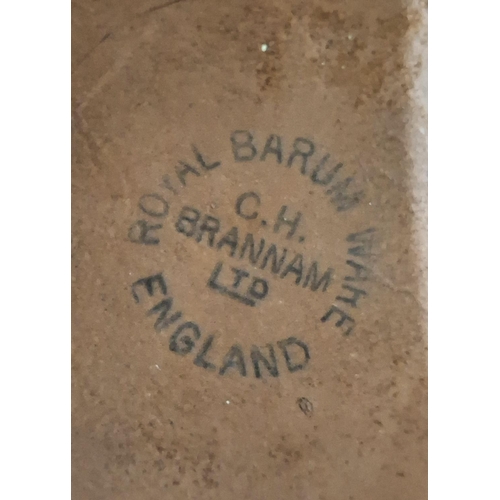 ROYAL BARUM WARE
C.H.
BRANNAM
LTD
ENGLAND